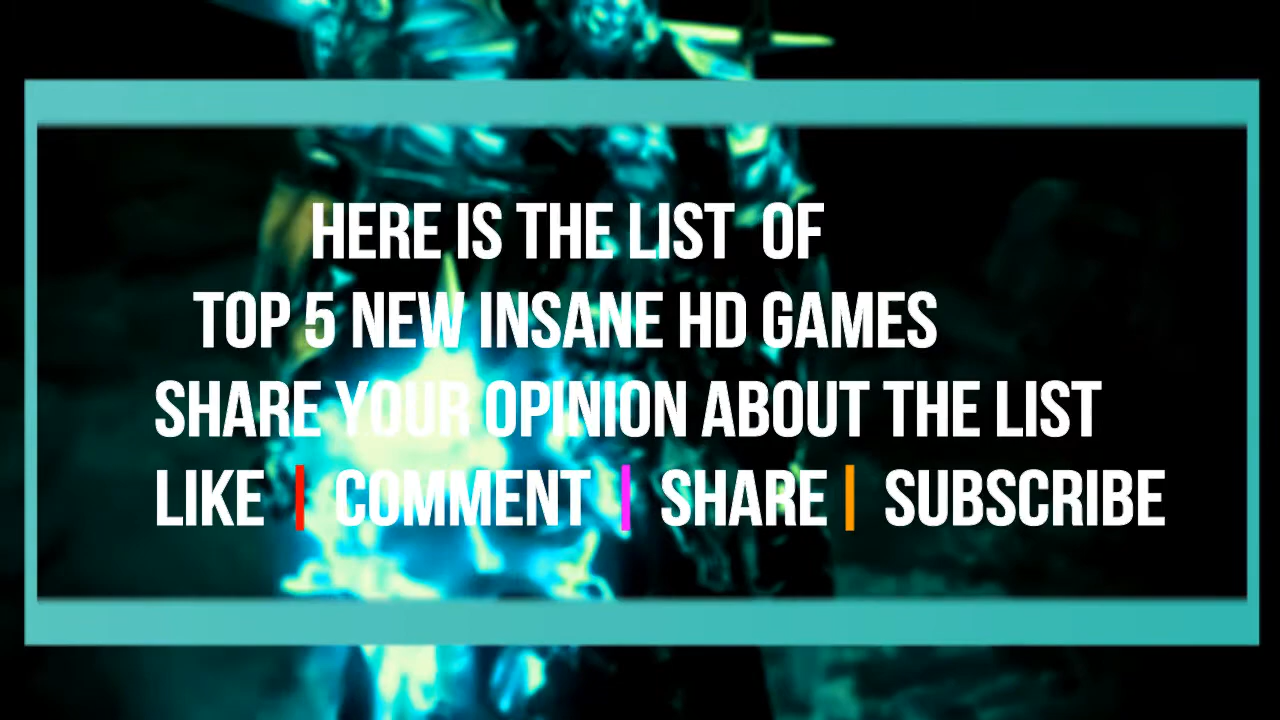 HERE IS THE LIST OF
TOP 5 NEW INSANE HD GAMES
SHARE YOUR OPINION ABOUT THE LIST
LIKE | COMMENT | SHARE | SUBSCRIBE